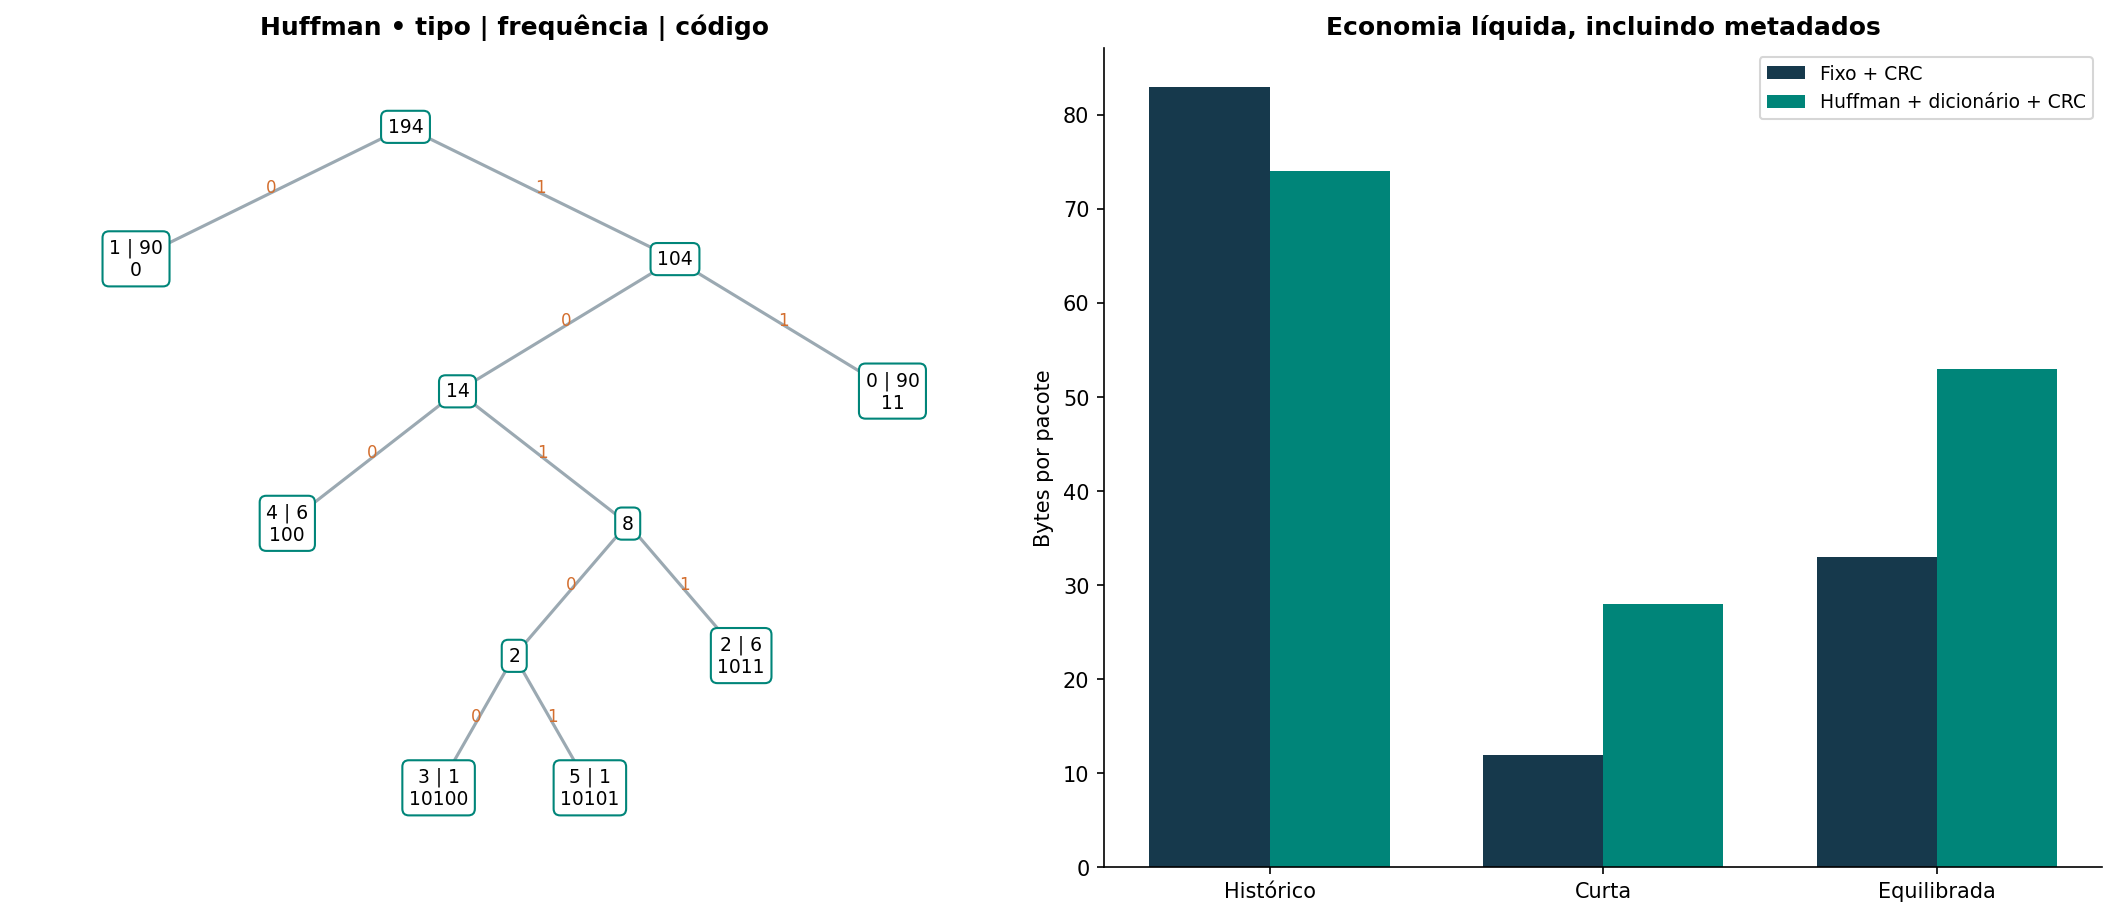 Huffman • tipo | frequência | código
194
0
1
1 | 90
0
104
0
1
14
0 | 90
11
0
1
4 | 6
100
8
0
1
2
2 | 6
1011
0
1
3 | 1
10100
5 | 1
10101
Economia líquida, incluindo metadados
Fixo + CRC
Huffman + dicionário + CRC
Bytes por pacote
80
70
60
50
40
30
20
10
0
Histórico
Curta
Equilibrada